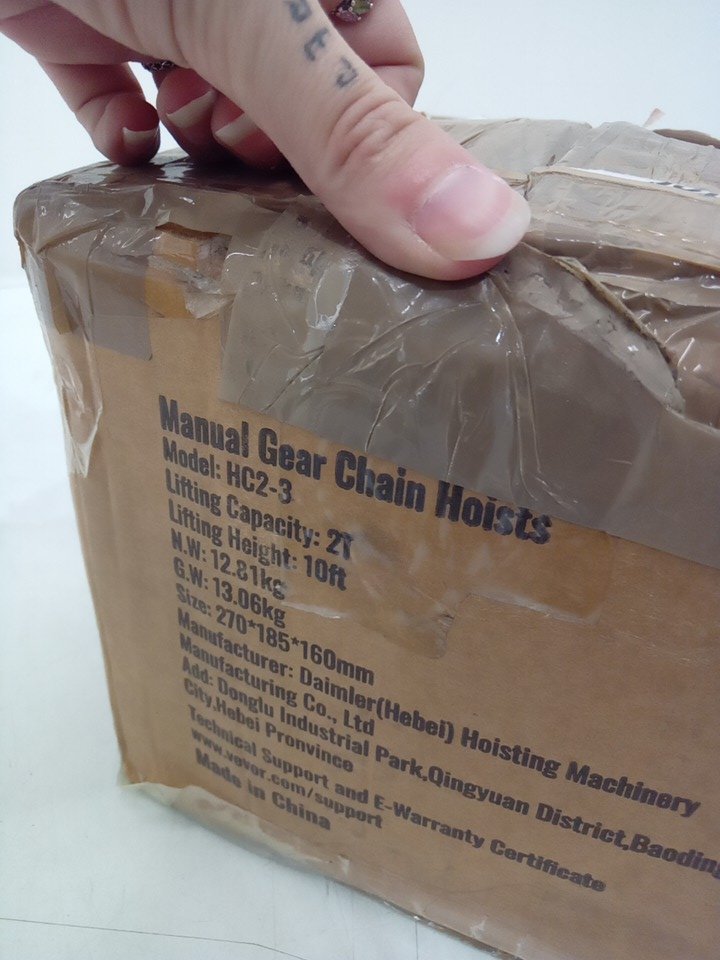 Manual Gear Chain Hoists
Model: HC2-3
Lifting Capacity: 2T
Lifting Height: 10ft
N.W: 12.81kg
G.W: 13.06kg
Size: 270*185*160mm
Manufacturer: Daimler(Hebei) Hoisting Machinery
Manufacturing Co., Ltd
Add: Donglu Industrial Park,Qingyuan District,Baoding
City,Hebei Pronvince
Technical Support and E-Warranty Certificate
www.vevor.com/support
Made in China